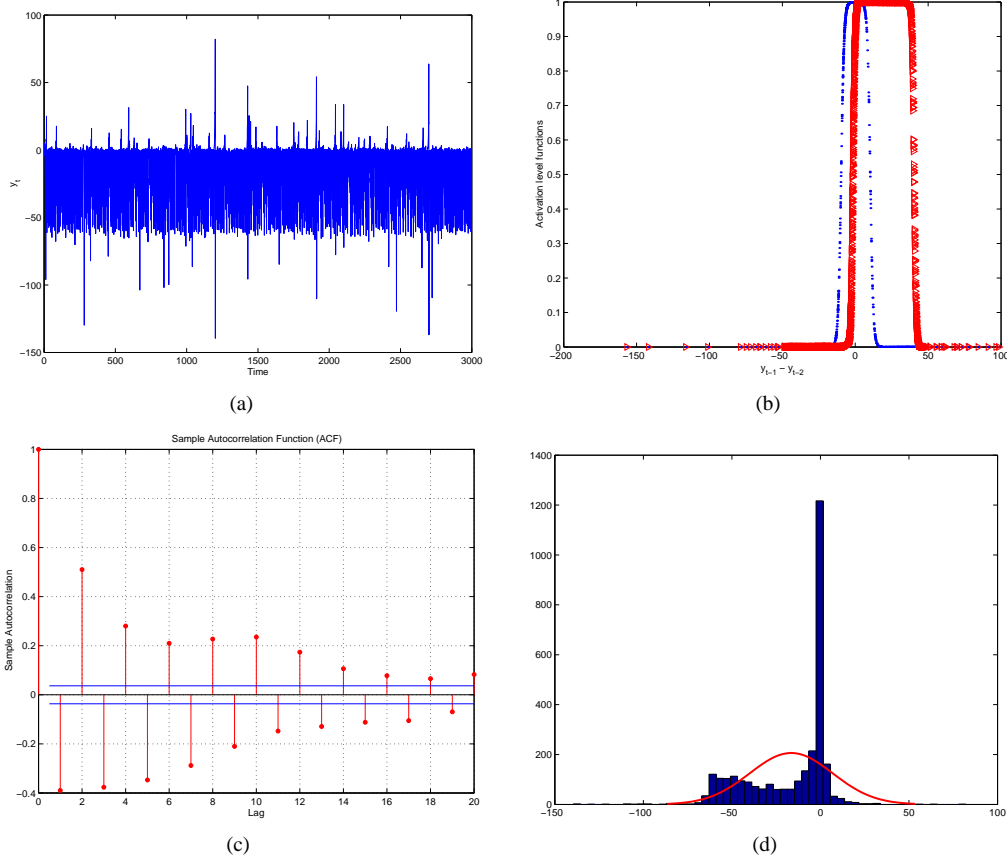 100
50
0
−50
−100
−150
0 500 1000 1500 2000 2500 3000
y_t
Time
(a)
1
0.9
0.8
0.7
0.6
0.5
0.4
0.3
0.2
0.1
0
−200 −150 −100 −50 0 50 100
Activation level functions
y_{t−1} − y_{t−2}
(b)
Sample Autocorrelation Function (ACF)
1
0.8
0.6
0.4
0.2
0
−0.2
−0.4
0 2 4 6 8 10 12 14 16 18 20
Sample Autocorrelation
Lag
(c)
1400
1200
1000
800
600
400
200
0
−150 −100 −50 0 50 100
(d)